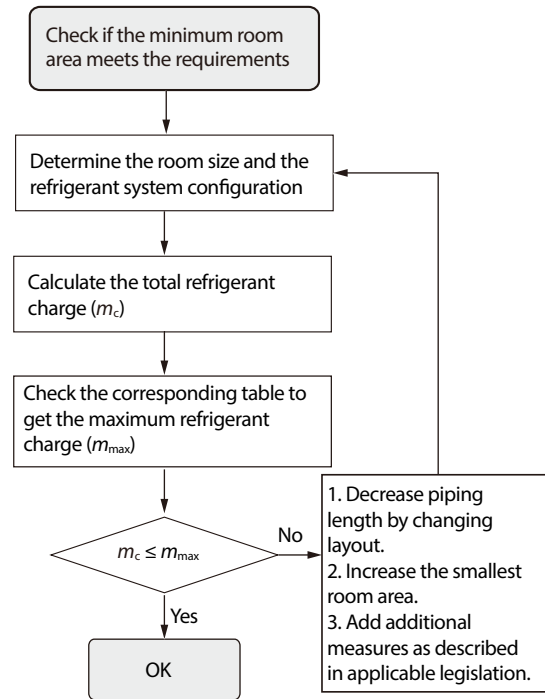 Check if the minimum room
area meets the requirements
Determine the room size and the
refrigerant system configuration
Calculate the total refrigerant
charge (mc)
Check the corresponding table to
get the maximum refrigerant
charge (mmax)
mc ≤ mmax
No
1. Decrease piping
length by changing
layout.
2. Increase the smallest
room area.
3. Add additional
measures as described
in applicable legislation.
Yes
OK